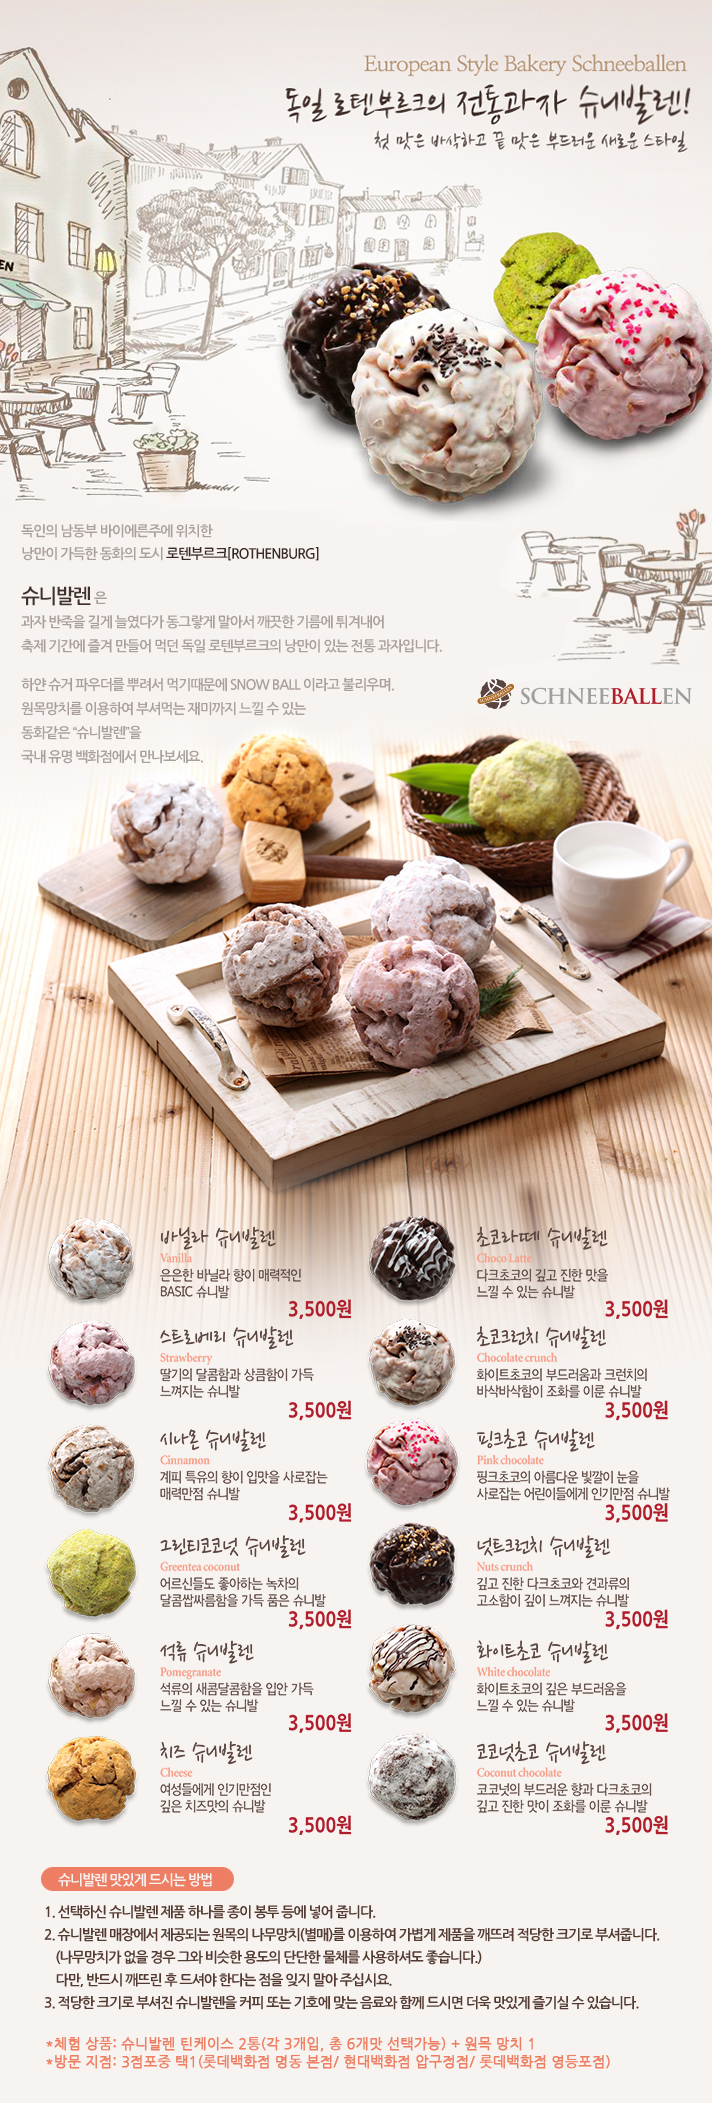 European Style Bakery Schneeballen
독일 로텐부르크의 전통과자 슈니발렌!
첫 맛은 바삭하고 끝 맛은 부드러운 새로운 스타일
EN
독인의 남동부 바이에른주에 위치한
낭만이 가득한 동화의 도시 로텐부르크[ROTHENBURG]
슈니발렌 은
과자 반죽을 길게 늘였다가 동그랗게 말아서 깨끗한 기름에 튀겨내어
축제 기간에 즐겨 만들어 먹던 독일 로텐부르크의 낭만이 있는 전통 과자입니다.
하얀 슈거 파우더를 뿌려서 먹기때문에 SNOW BALL 이라고 불리우며.
원목망치를 이용하여 부셔먹는 재미까지 느낄 수 있는
동화같은 “슈니발렌”을
국내 유명 백화점에서 만나보세요.
SCHNEEBALLEN
바닐라 슈니발렌
Vanilla
은은한 바닐라 향이 매력적인
BASIC 슈니발
3,500원
초코라떼 슈니발렌
Choco Latte
다크초코의 깊고 진한 맛을
느낄 수 있는 슈니발
3,500원
스트로베리 슈니발렌
Strawberry
딸기의 달콤함과 상큼함이 가득
느껴지는 슈니발
3,500원
초코크런치 슈니발렌
Chocolate crunch
화이트초코의 부드러움과 크런치의
바삭바삭함이 조화를 이룬 슈니발
3,500원
시나몬 슈니발렌
Cinnamon
계피 특유의 향이 입맛을 사로잡는
매력만점 슈니발
3,500원
핑크초코 슈니발렌
Pink chocolate
핑크초코의 아름다운 빛깔이 눈을
사로잡는 어린이들에게 인기만점 슈니발
3,500원
그린티코코넛 슈니발렌
Greentea coconut
어르신들도 좋아하는 녹차의
달콤쌉싸름함을 가득 품은 슈니발
3,500원
넛트크런치 슈니발렌
Nuts crunch
깊고 진한 다크초코와 견과류의
고소함이 깊이 느껴지는 슈니발
3,500원
석류 슈니발렌
Pomegranate
석류의 새콤달콤함을 입안 가득
느낄 수 있는 슈니발
3,500원
화이트초코 슈니발렌
White chocolate
화이트초코의 깊은 부드러움을
느낄 수 있는 슈니발
3,500원
치즈 슈니발렌
Cheese
여성들에게 인기만점인
깊은 치즈맛의 슈니발
3,500원
코코넛초코 슈니발렌
Coconut chocolate
코코넛의 부드러운 향과 다크초코의
깊고 진한 맛이 조화를 이룬 슈니발
3,500원
슈니발렌 맛있게 드시는 방법
1. 선택하신 슈니발렌 제품 하나를 종이 봉투 등에 넣어 줍니다.
2. 슈니발렌 매장에서 제공되는 원목의 나무망치(별매)를 이용하여 가볍게 제품을 깨뜨려 적당한 크기로 부셔줍니다.
(나무망치가 없을 경우 그와 비슷한 용도의 단단한 물체를 사용하셔도 좋습니다.)
다만, 반드시 깨뜨린 후 드셔야 한다는 점을 잊지 말아 주십시요.
3. 적당한 크기로 부셔진 슈니발렌을 커피 또는 기호에 맞는 음료와 함께 드시면 더욱 맛있게 즐기실 수 있습니다.
*체험 상품: 슈니발렌 틴케이스 2통(각 3개입, 총 6개맛 선택가능) + 원목 망치 1
*방문 지점: 3점포중 택1(롯데백화점 명동 본점/ 현대백화점 압구정점/ 롯데백화점 영등포점)